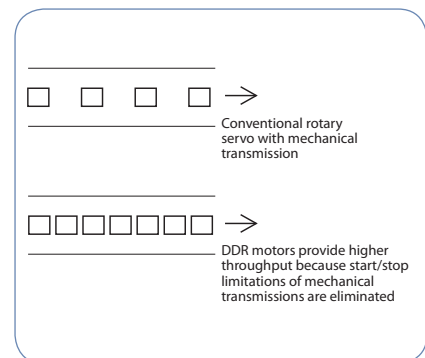 Conventional rotary
servo with mechanical
transmission
DDR motors provide higher
throughput because start/stop
limitations of mechanical
transmissions are eliminated